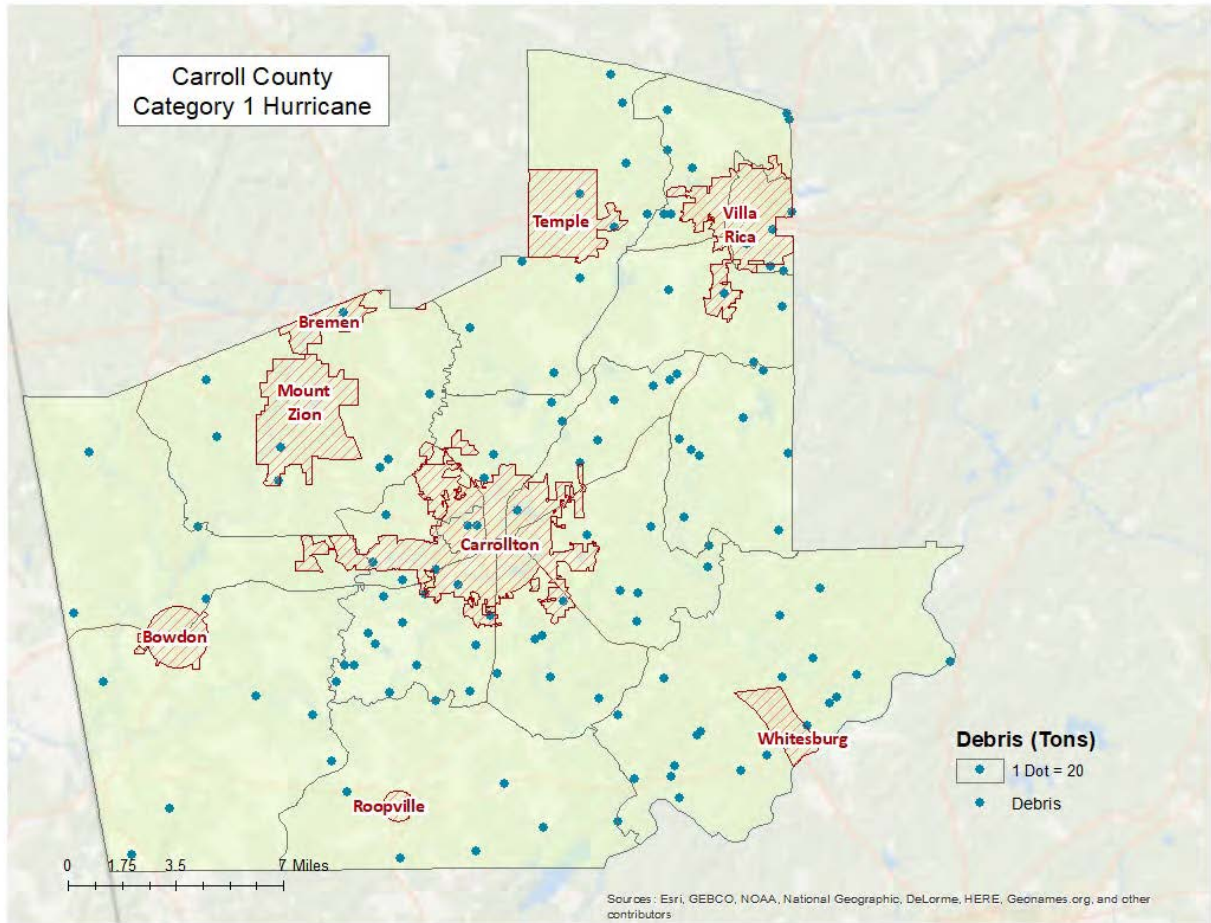 Carroll County
Category 1 Hurricane
Temple
Villa
Rica
Bremen
Mount
Zion
Carrollton
Bowdon
Whitesburg
Roopville
Debris (Tons)
1 Dot = 20
Debris
0 1.75 3.5 7 Miles
Sources: Esri, GEBCO, NOAA, National Geographic, DeLorme, HERE, Geonames.org, and other
contributors